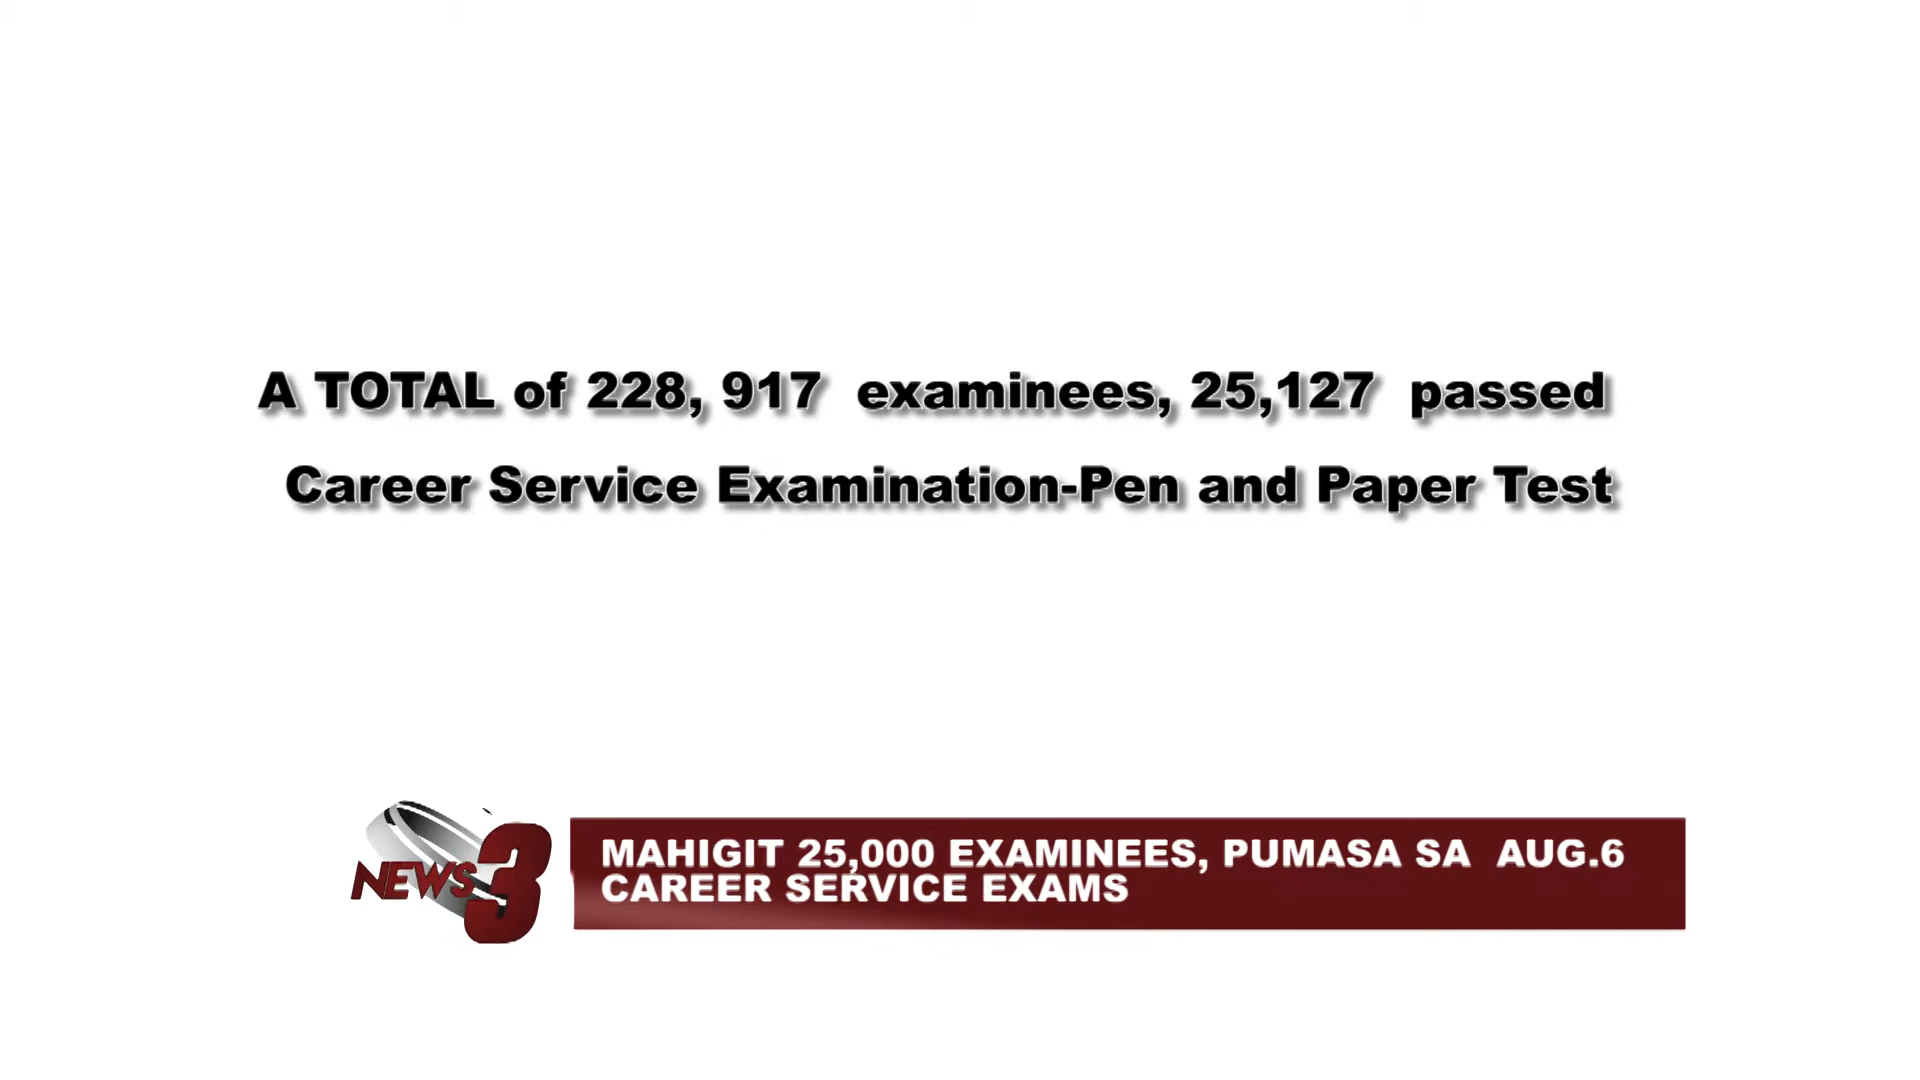 A TOTAL of 228, 917 examinees, 25,127 passed
Career Service Examination-Pen and Paper Test
NEWS 3
MAHIGIT 25,000 EXAMINEES, PUMASA SA AUG.6
CAREER SERVICE EXAMS